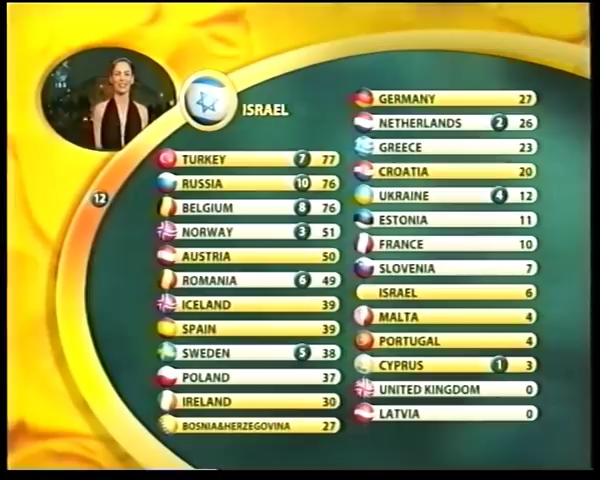 ISRAEL
12
TURKEY 7 77
RUSSIA 10 76
BELGIUM 8 76
NORWAY 3 51
AUSTRIA 50
ROMANIA 6 49
ICELAND 39
SPAIN 39
SWEDEN 5 38
POLAND 37
IRELAND 30
BOSNIA&HERZEGOVINA 27
GERMANY 27
NETHERLANDS 2 26
GREECE 23
CROATIA 20
UKRAINE 4 12
ESTONIA 11
FRANCE 10
SLOVENIA 7
ISRAEL 6
MALTA 4
PORTUGAL 4
CYPRUS 1 3
UNITED KINGDOM 0
LATVIA 0